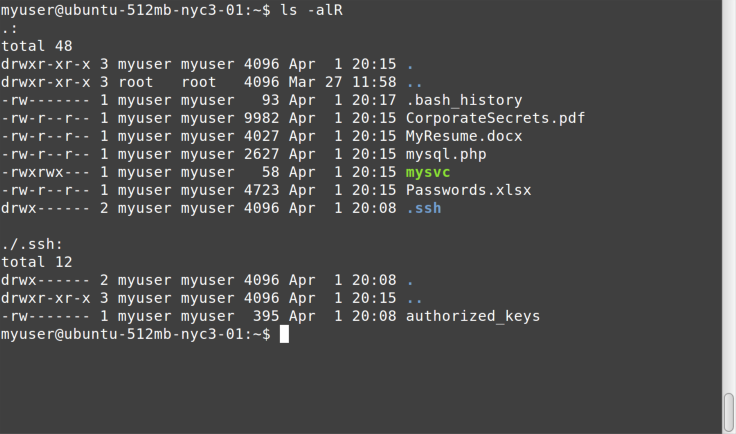 myuser@ubuntu-512mb-nyc3-01:~$ ls -alR
.:
total 48
drwxr-xr-x 3 myuser myuser 4096 Apr  1 20:15 .
drwxr-xr-x 3 root   root   4096 Mar 27 11:58 ..
-rw------- 1 myuser myuser   93 Apr  1 20:17 .bash_history
-rw-r--r-- 1 myuser myuser 9982 Apr  1 20:15 CorporateSecrets.pdf
-rw-r--r-- 1 myuser myuser 4027 Apr  1 20:15 MyResume.docx
-rw-r--r-- 1 myuser myuser 2627 Apr  1 20:15 mysql.php
-rwxrwx--- 1 myuser myuser   58 Apr  1 20:15 mysvc
-rw-r--r-- 1 myuser myuser 4723 Apr  1 20:15 Passwords.xlsx
drwx------ 2 myuser myuser 4096 Apr  1 20:08 .ssh

./.ssh:
total 12
drwx------ 2 myuser myuser 4096 Apr  1 20:08 .
drwxr-xr-x 3 myuser myuser 4096 Apr  1 20:15 ..
-rw------- 1 myuser myuser  395 Apr  1 20:08 authorized_keys
myuser@ubuntu-512mb-nyc3-01:~$